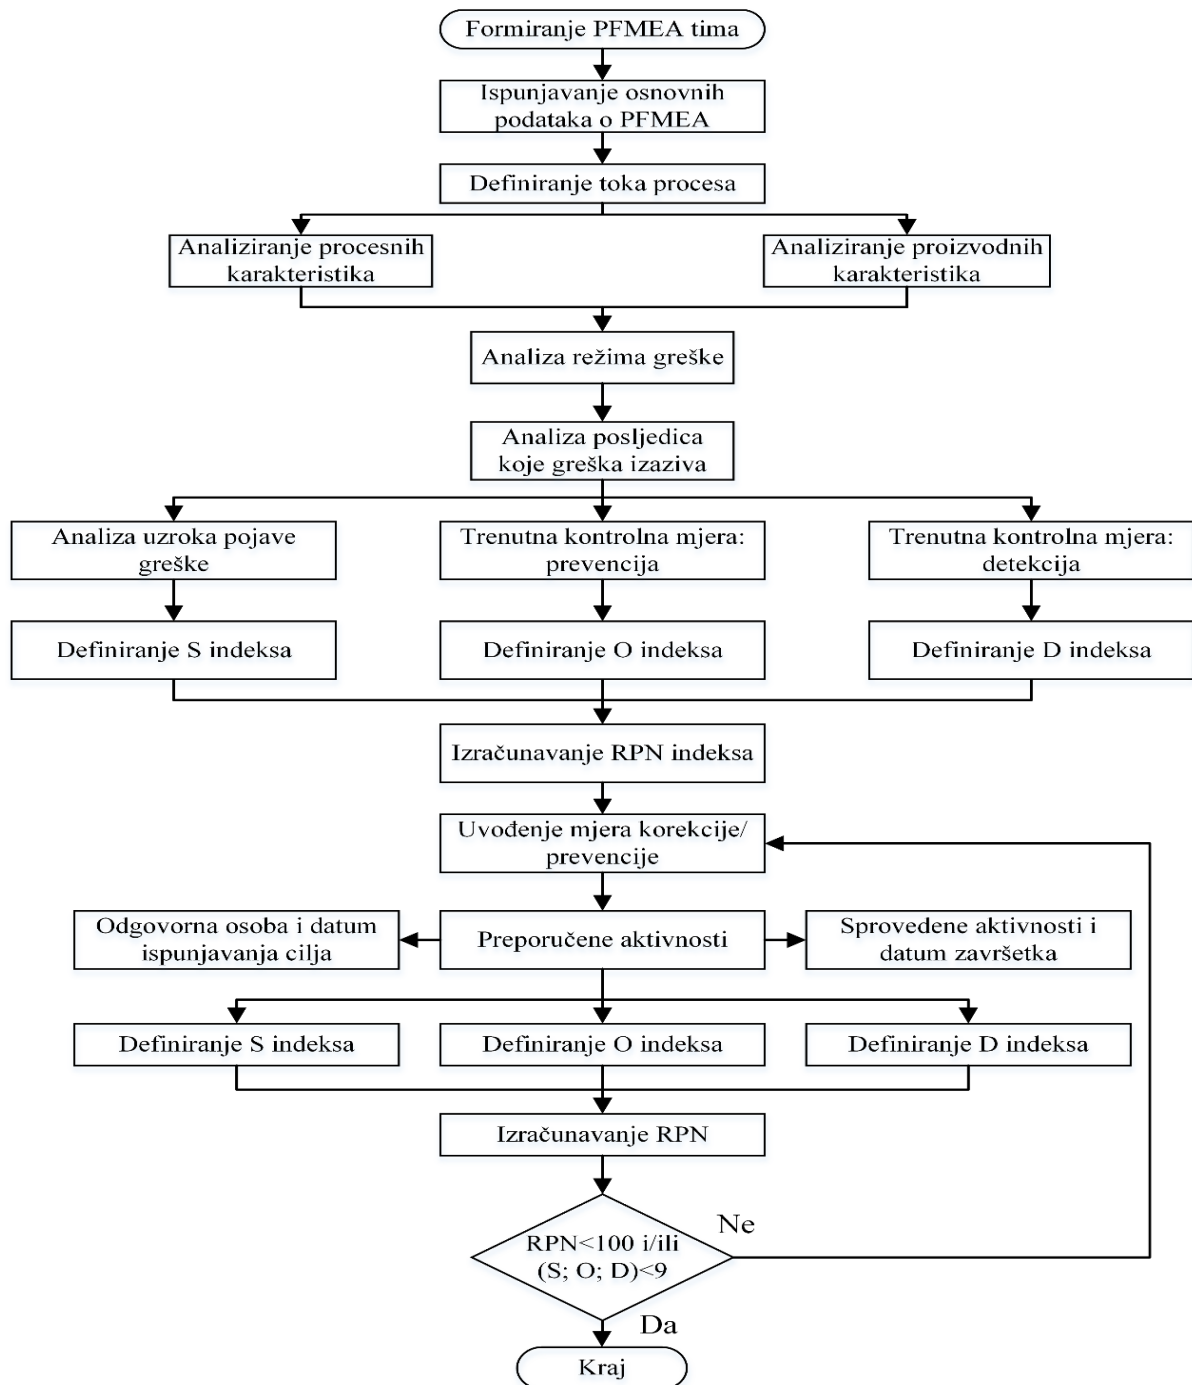 Formiranje PFMEA tima
Ispunjavanje osnovnih
podataka o PFMEA
Definiranje toka procesa
Analiziranje procesnih
karakteristika
Analiziranje proizvodnih
karakteristika
Analiza režima greške
Analiza posljedica
koje greška izaziva
Analiza uzroka pojave
greške
Trenutna kontrolna mjera:
prevencija
Trenutna kontrolna mjera:
detekcija
Definiranje S indeksa
Definiranje O indeksa
Definiranje D indeksa
Izračunavanje RPN indeksa
Uvođenje mjera korekcije/
prevencije
Odgovorna osoba i datum
ispunjavanja cilja
Preporučene aktivnosti
Sprovedene aktivnosti i
datum završetka
Definiranje S indeksa
Definiranje O indeksa
Definiranje D indeksa
Izračunavanje RPN
RPN<100 i/ili
(S; O; D)<9
Ne
Da
Kraj